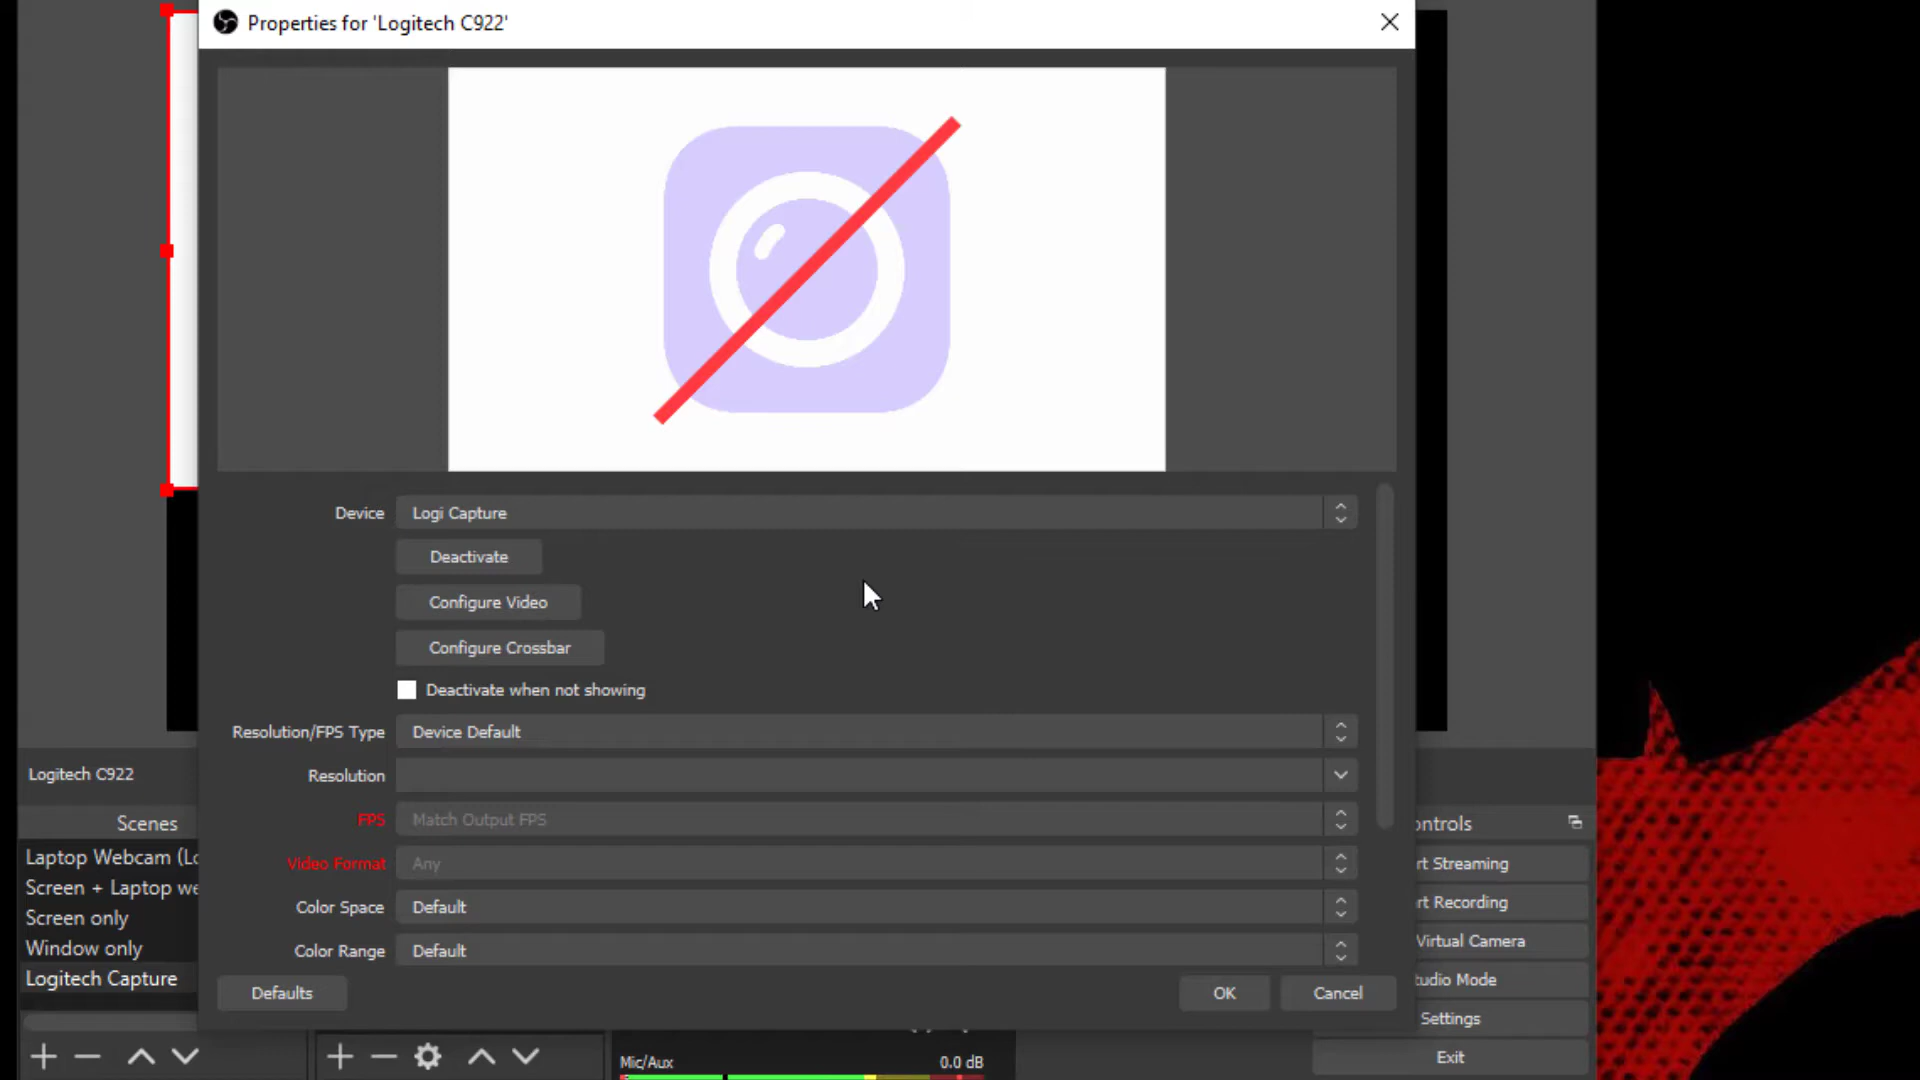 Properties for 'Logitech C922'
Device
Logi Capture
Deactivate
Configure Video
Configure Crossbar
Deactivate when not showing
Resolution/FPS Type
Device Default
Resolution
FPS
Match Output FPS
Video Format
Any
Color Space
Default
Color Range
Default
Defaults
OK
Cancel
Logitech C922
Scenes
Laptop Webcam (Lo
Screen + Laptop we
Screen only
Window only
Logitech Capture
Mic/Aux
0.0 dB
ontrols
rt Streaming
rt Recording
Virtual Camera
tudio Mode
Settings
Exit